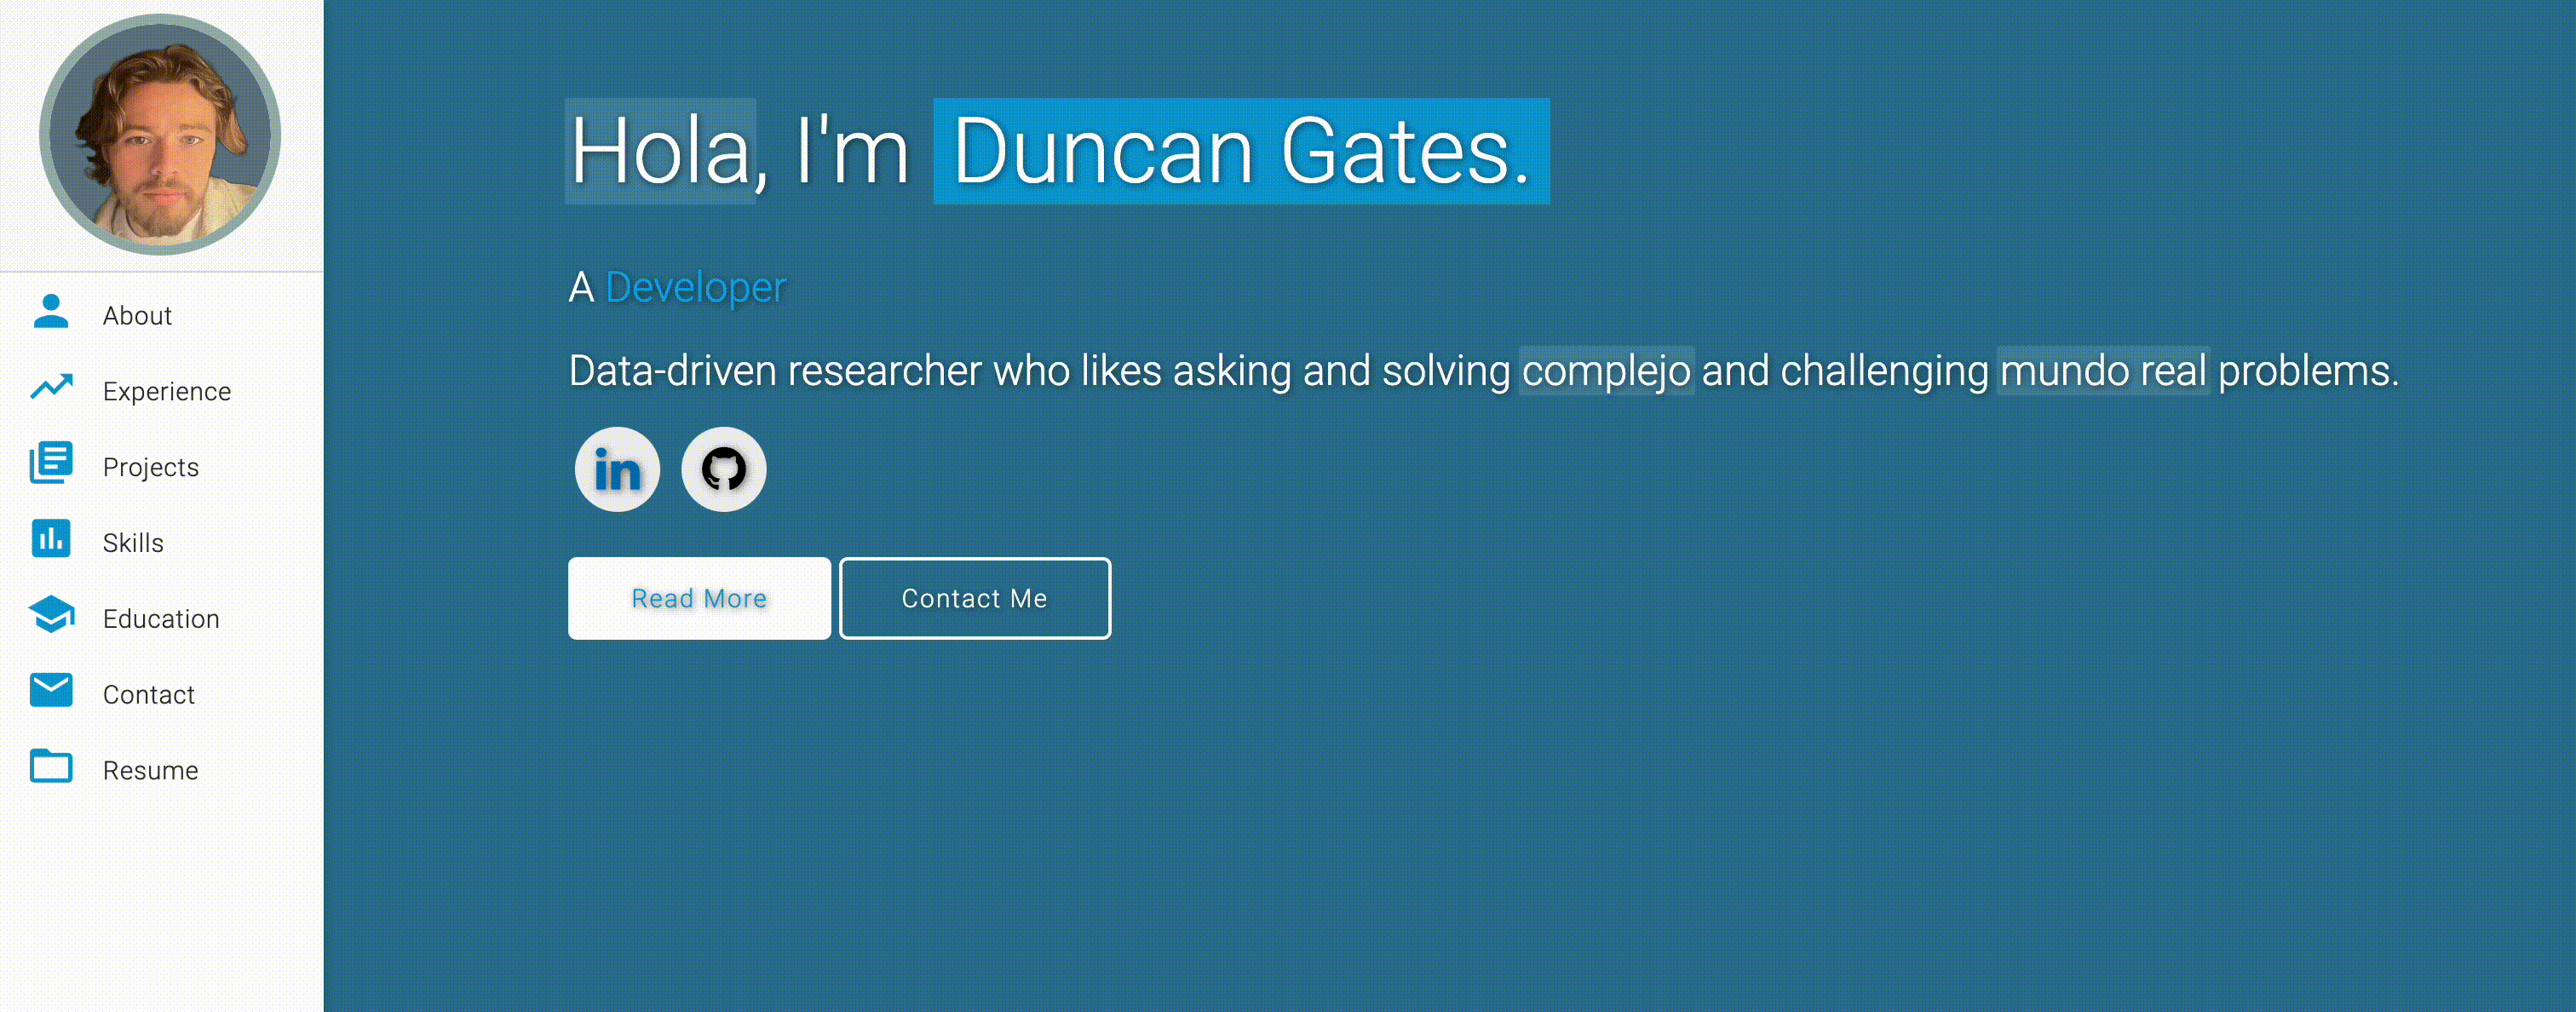 Hola, I'm Duncan Gates.
A Developer
Data-driven researcher who likes asking and solving complejo and challenging mundo real problems.
in
Read More
Contact Me
About
Experience
Projects
Skills
Education
Contact
Resume